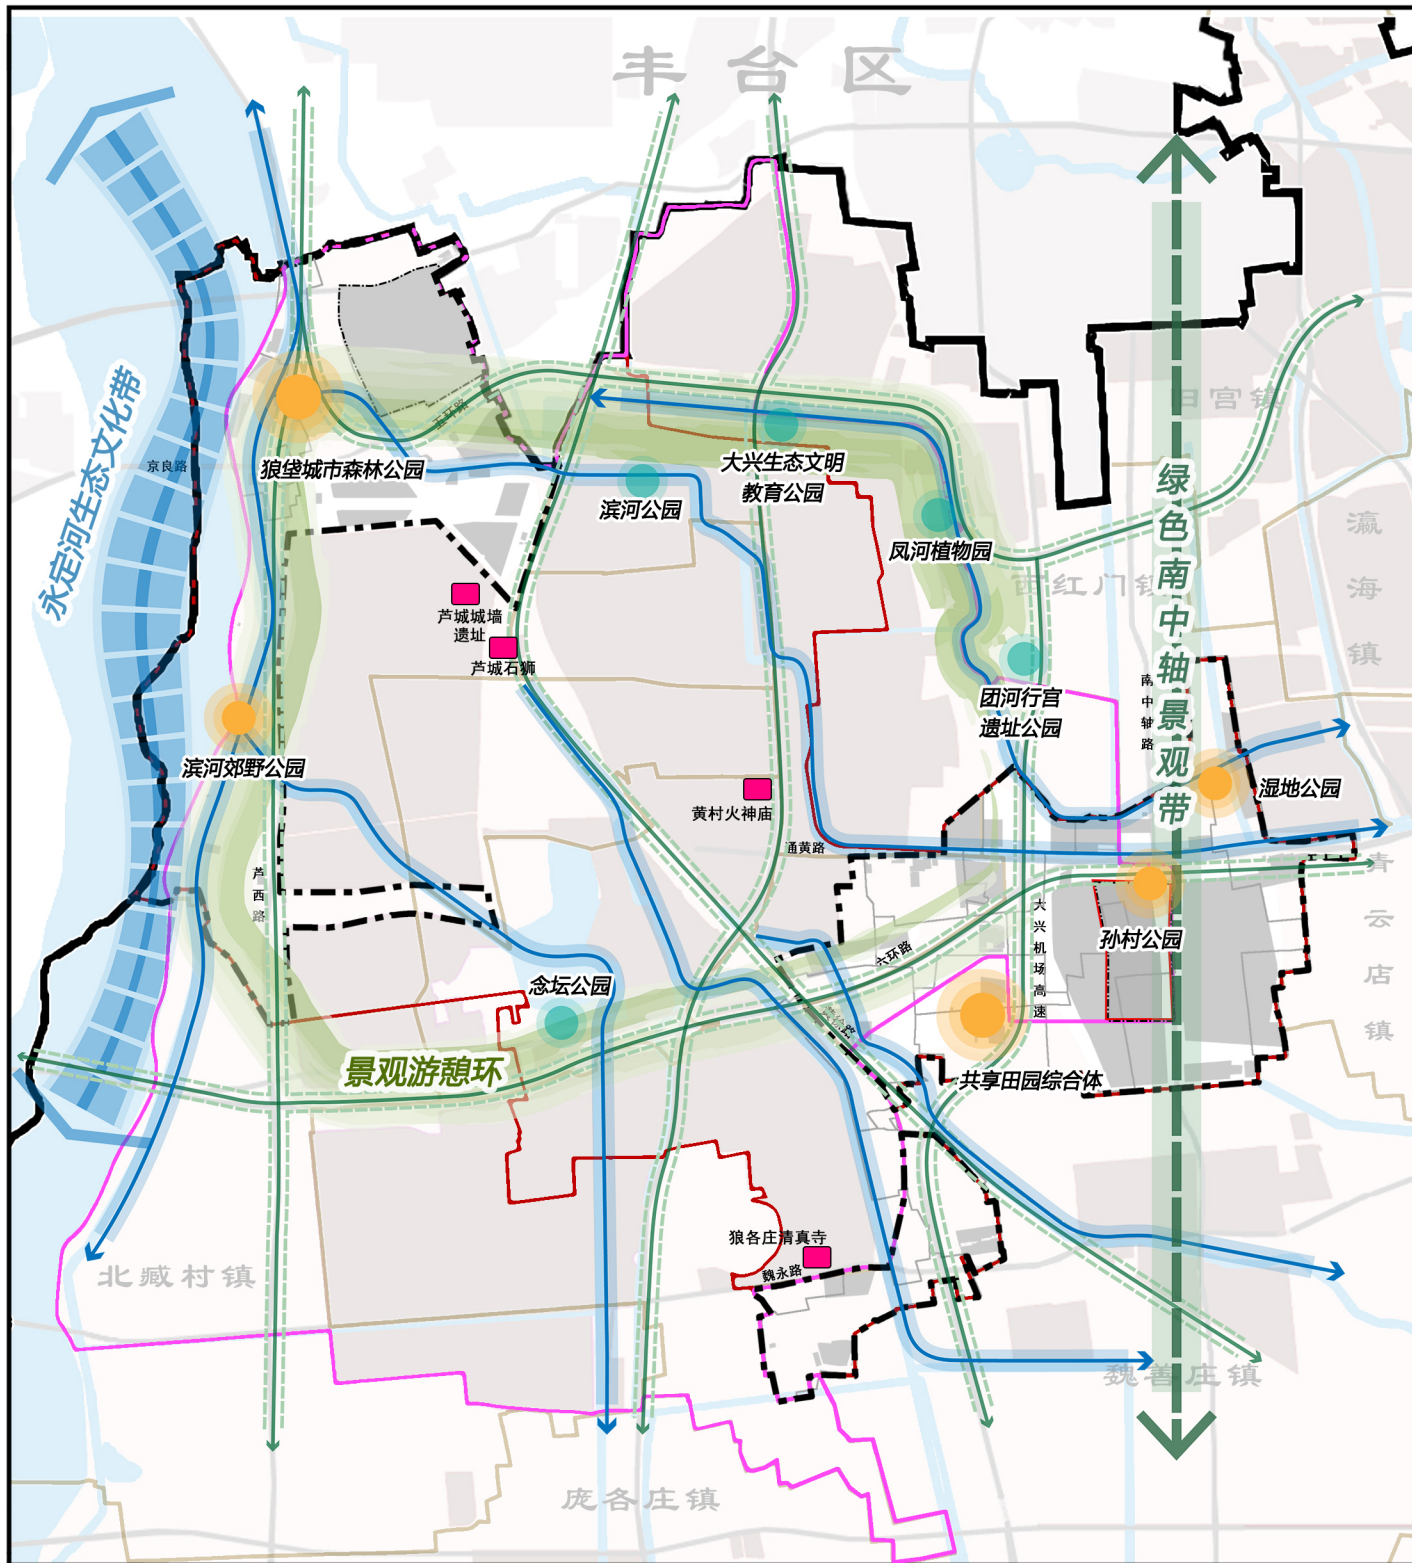 丰台区
旧宫镇
五环路
京良路
狼垡城市森林公园
大兴生态文明
教育公园
滨河公园
绿色南中轴景观带
瀛海镇
凤河植物园
西红门镇
永定河生态文化带
芦城城墙
遗址
芦城石狮
团河行宫
遗址公园
南中轴路
滨河郊野公园
湿地公园
黄村火神庙
通黄路
芦西路
青云店镇
大兴机场高速
孙村公园
六环路
念坛公园
景观游憩环
共享田园综合体
狼各庄清真寺
魏永路
北臧村镇
魏善庄镇
庞各庄镇